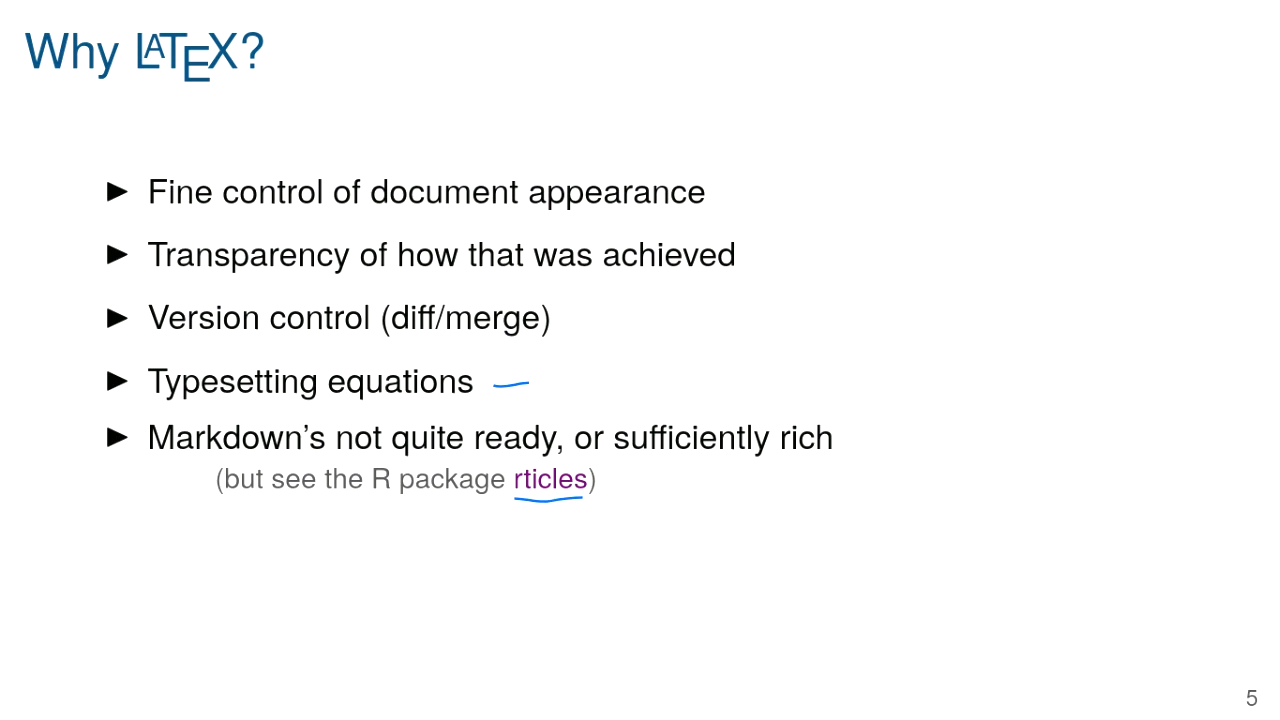 Why LATEX?
▶ Fine control of document appearance
▶ Transparency of how that was achieved
▶ Version control (diff/merge)
▶ Typesetting equations
▶ Markdown's not quite ready, or sufficiently rich
(but see the R package rticles)
5